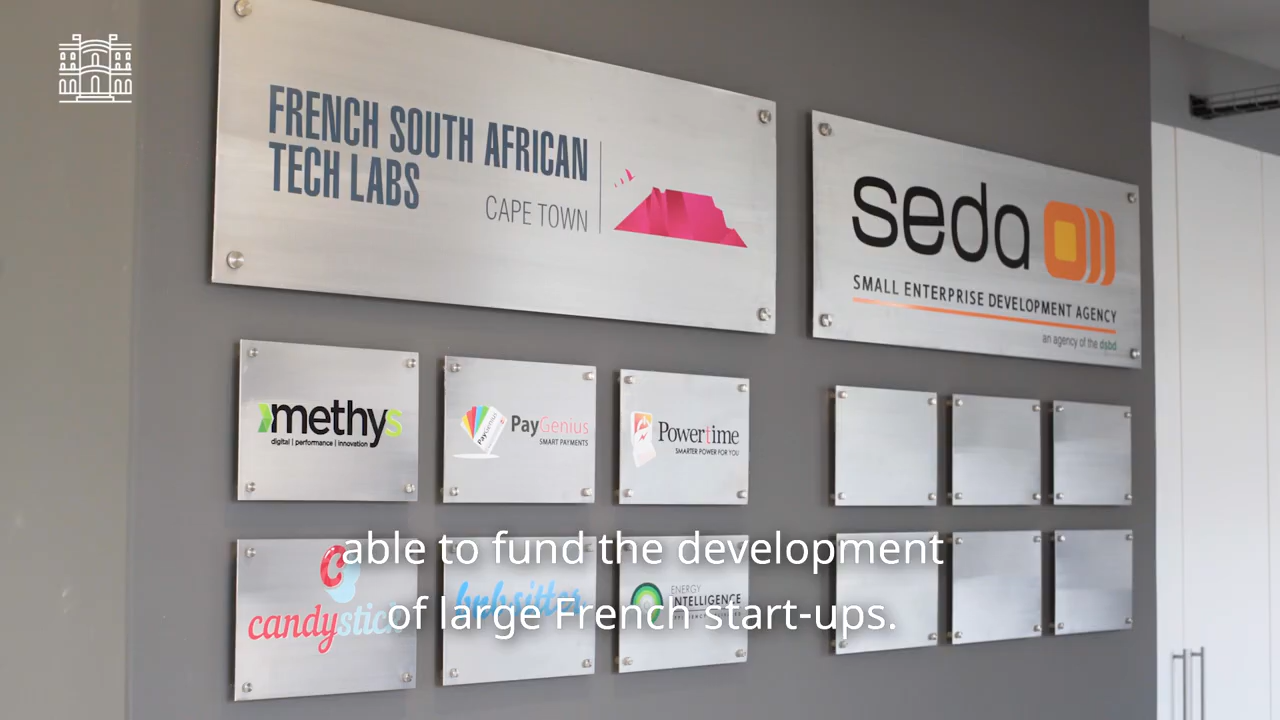 FRENCH SOUTH AFRICAN
TECH LABS
CAPE TOWN
seda
SMALL ENTERPRISE DEVELOPMENT AGENCY
an agency of the dsbd
methys
digital | performance | innovation
PayGenius
SMART PAYMENTS
PayGenius
Powertime
SMARTER POWER FOR YOU
candystick
ENERGY
INTELLIGENCE
able to fund the development
of large French start-ups.